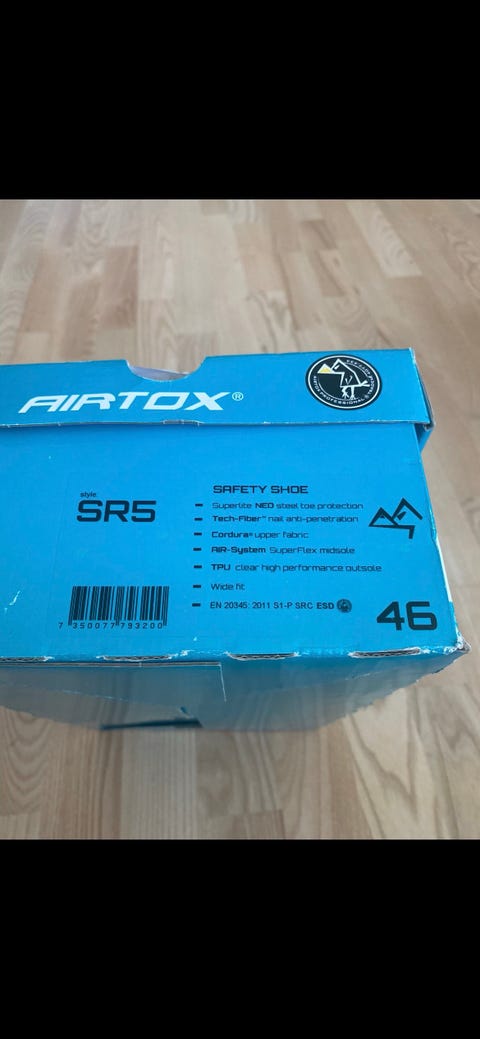 AIRTOX®
style
SR5
SAFETY SHOE
- Superlite NEO steel toe protection
- Tech-Fiber™ nail anti-penetration
- Cordura® upper fabric
- AIR-System SuperFlex midsole
- TPU clear high performance outsole
- Wide fit
- EN 20345: 2011 S1-P SRC ESD
7 350077 793200
46